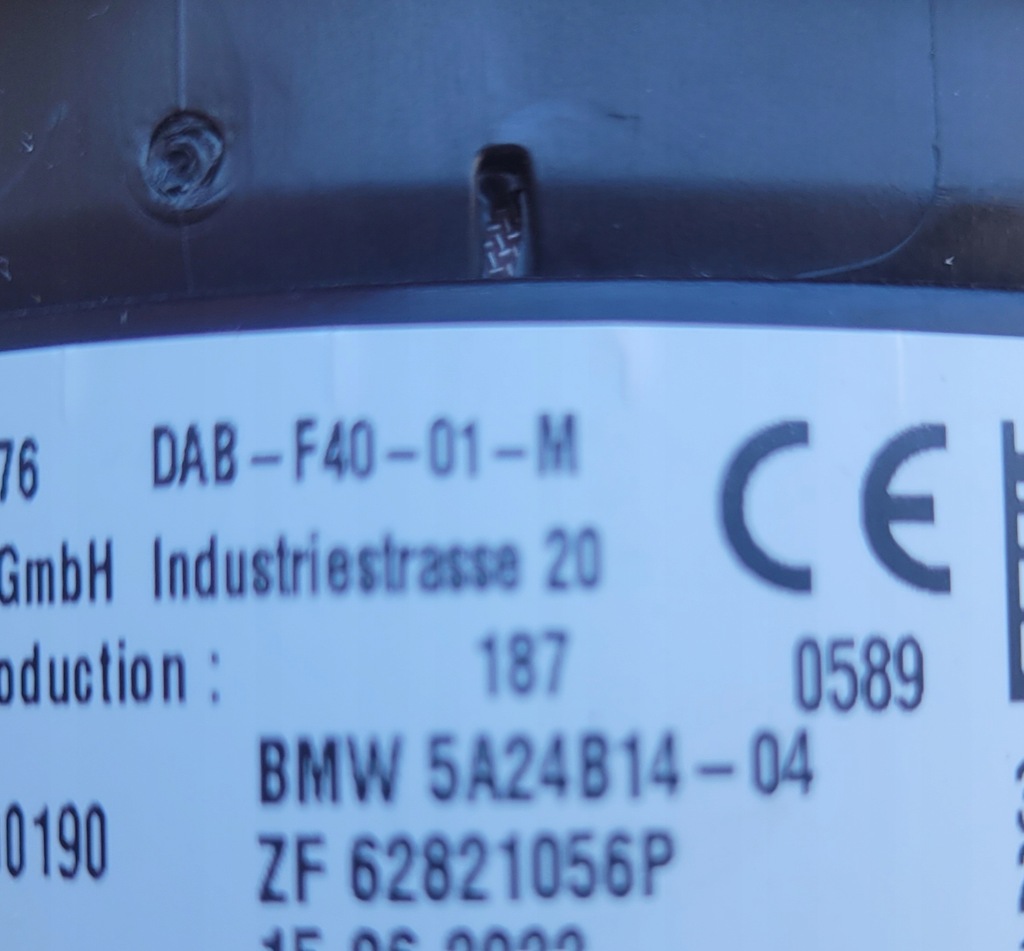 76 DAB-F40-01-M
GmbH Industriestrasse 20
oduction : 187
CE
0589
BMW 5A24B14-04
0190
ZF 62821056P